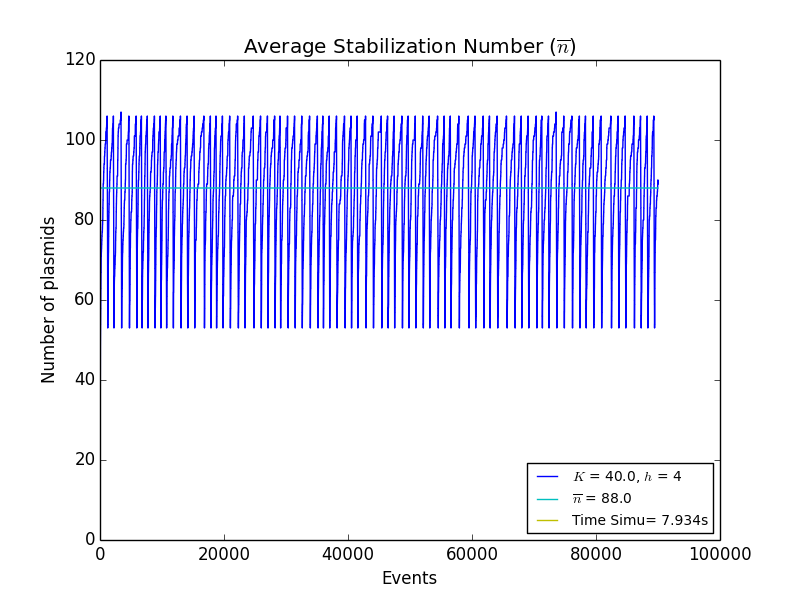 Average Stabilization Number (n̅)
120
100
80
60
40
20
0
Number of plasmids
0 20000 40000 60000 80000 100000
Events
K = 40.0, h = 4
n̅ = 88.0
Time Simu= 7.934s